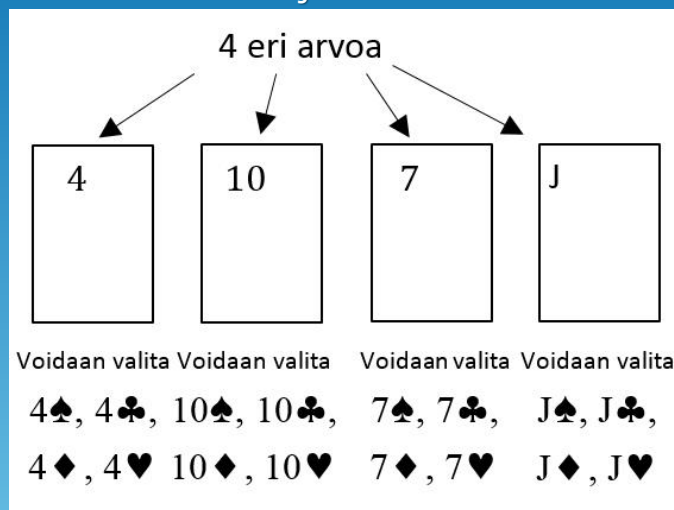 4 eri arvoa
4 10 7 J
Voidaan valita Voidaan valita Voidaan valita Voidaan valita
4♠, 4♣, 10♠, 10♣, 7♠, 7♣, J♠, J♣,
4♦, 4♥ 10♦, 10♥ 7♦, 7♥ J♦, J♥